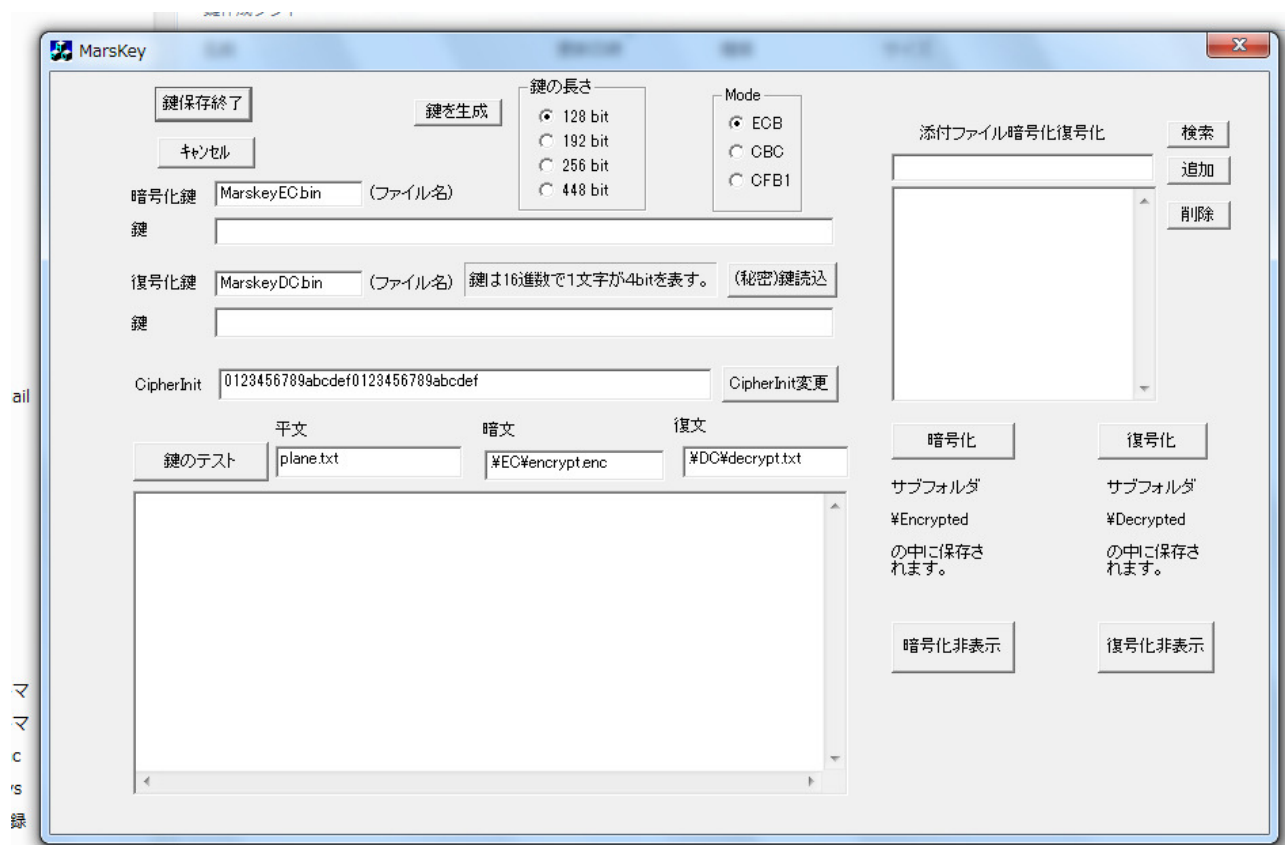 MarsKey
鍵保存終了
鍵を生成
鍵の長さ
128 bit
192 bit
256 bit
448 bit
Mode
ECB
CBC
CFB1
キャンセル
暗号化鍵 MarskeyEC.bin (ファイル名)
鍵
復号化鍵 MarskeyDC.bin (ファイル名) 鍵は16進数で1文字が4bitを表す。 (秘密)鍵読込
鍵
CipherInit 0123456789abcdef0123456789abcdef CipherInit変更
平文 暗文 復文
鍵のテスト plane.txt ¥EC¥encrypt.enc ¥DC¥decrypt.txt
添付ファイル暗号化復号化 検索
追加
削除
暗号化 復号化
サブフォルダ サブフォルダ
¥Encrypted ¥Decrypted
の中に保存さ の中に保存さ
れます。 れます。
暗号化非表示 復号化非表示
ail
マ
マ
c
/s
録